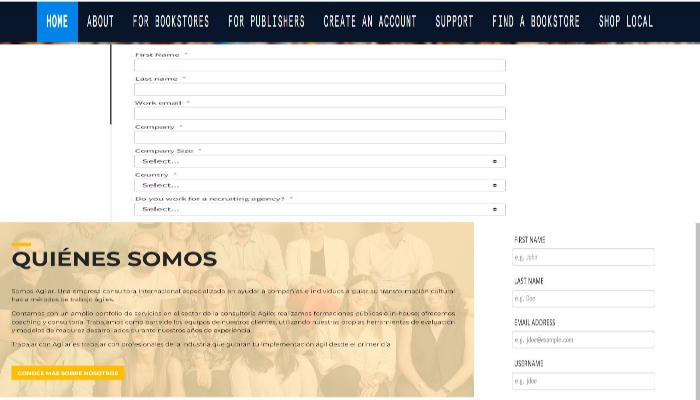 HOME ABOUT FOR BOOKSTORES FOR PUBLISHERS CREATE AN ACCOUNT SUPPORT FIND A BOOKSTORE SHOP LOCAL
First Name *
Last name *
Work email *
Company *
Company Size *
Select...
Country *
Select...
Do you work for a recruiting agency? *
Select...
QUIÉNES SOMOS
Somos Agilar. Una empresa consultora internacional especializada en ayudar a compañías e individuos a guiar su transformación cultural
hacia métodos de trabajo ágiles.
Contamos con un amplio portfolio de servicios en el sector de la consultoría Agile; realizamos formaciones públicas o in-house; ofrecemos
coaching y consultoría. Trabajamos como parte de los equipos de nuestros clientes, utilizando nuestras propias herramientas de evaluación
y modelos de madurez desarrollados durante nuestros años de experiencia.
Trabajar con Agilar es trabajar con profesionales de la industria que guiarán tu implementación ágil desde el primer día
CONOCE MÁS SOBRE NOSOTROS
FIRST NAME
e.g. John
LAST NAME
e.g. Doe
EMAIL ADDRESS
e.g. jdoe@example.com
USERNAME
e.g. jdoe